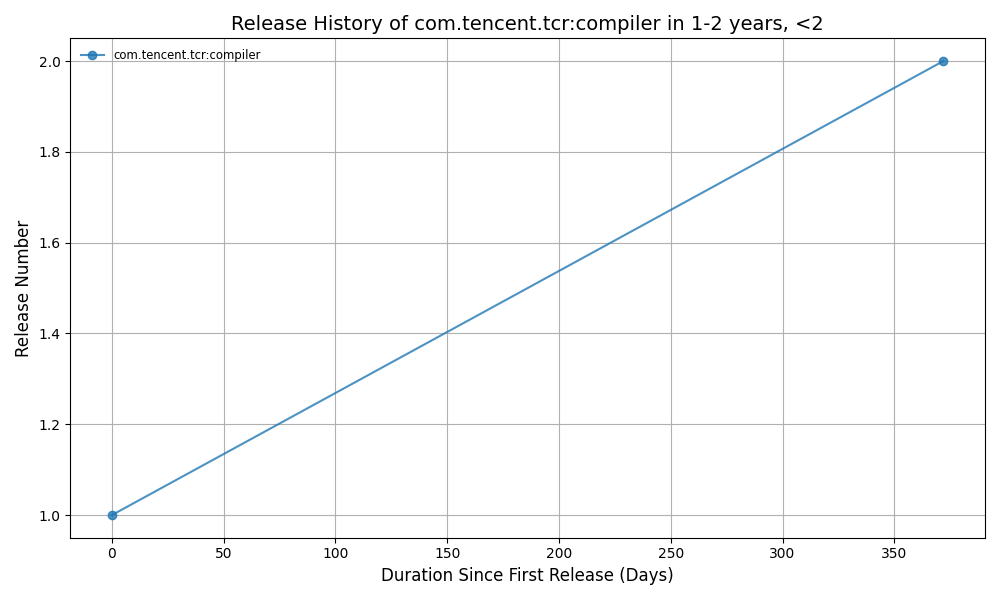 Release History of com.tencent.tcr:compiler in 1-2 years, <2
com.tencent.tcr:compiler
2.0
1.8
1.6
1.4
1.2
1.0
Release Number
0 50 100 150 200 250 300 350
Duration Since First Release (Days)